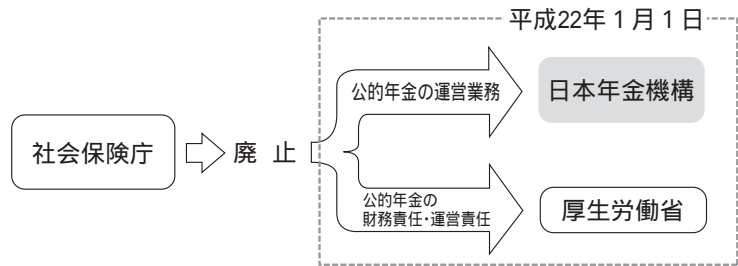 平成22年1月1日
公的年金の運営業務
日本年金機構
社会保険庁
廃止
公的年金の
財務責任・運営責任
厚生労働省